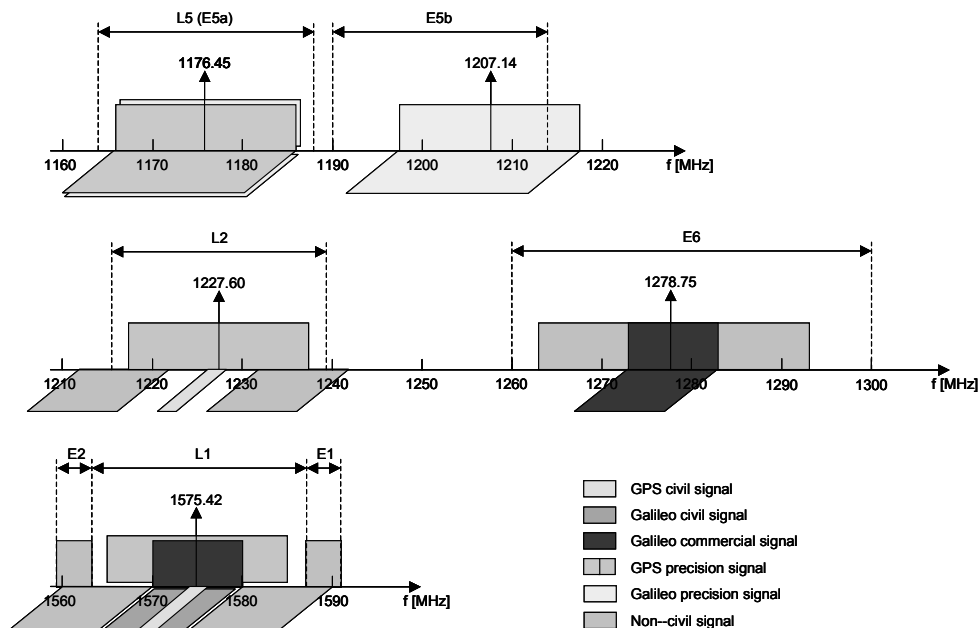 L5 (E5a)
E5b
1176.45
1207.14
1160
1170
1180
1190
1200
1210
1220
f [MHz]
L2
E6
1227.60
1278.75
1210
1220
1230
1240
1250
1260
1270
1280
1290
1300
f [MHz]
E2
L1
E1
1575.42
1560
1570
1580
1590
f [MHz]
GPS civil signal
Galileo civil signal
Galileo commercial signal
GPS precision signal
Galileo precision signal
Non--civil signal